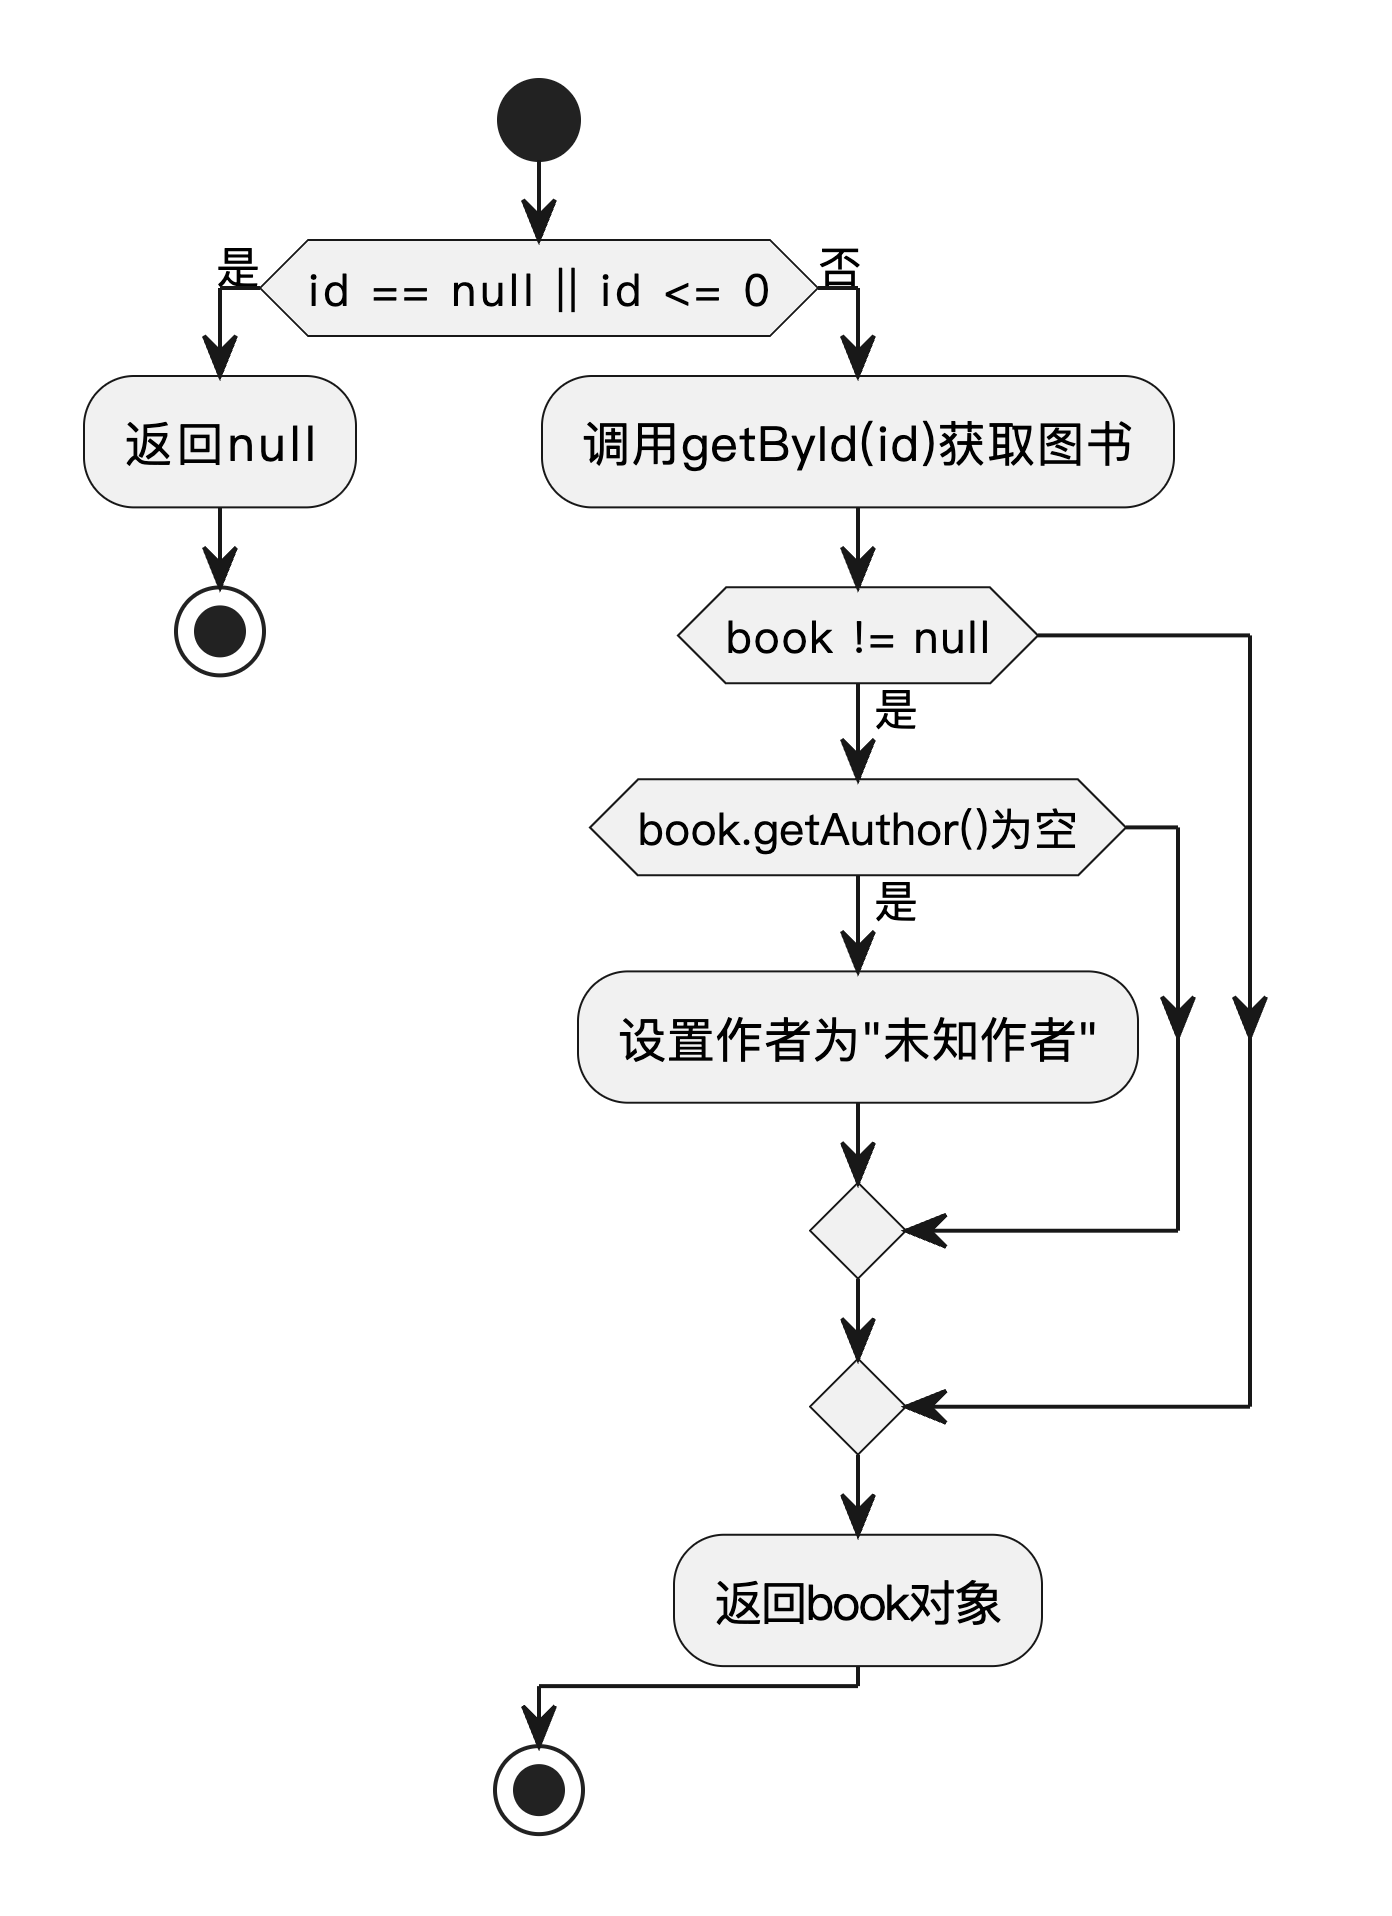 是
id == null || id <= 0
否
返回null
调用getById(id)获取图书
book != null
是
book.getAuthor()为空
是
设置作者为"未知作者"
返回book对象